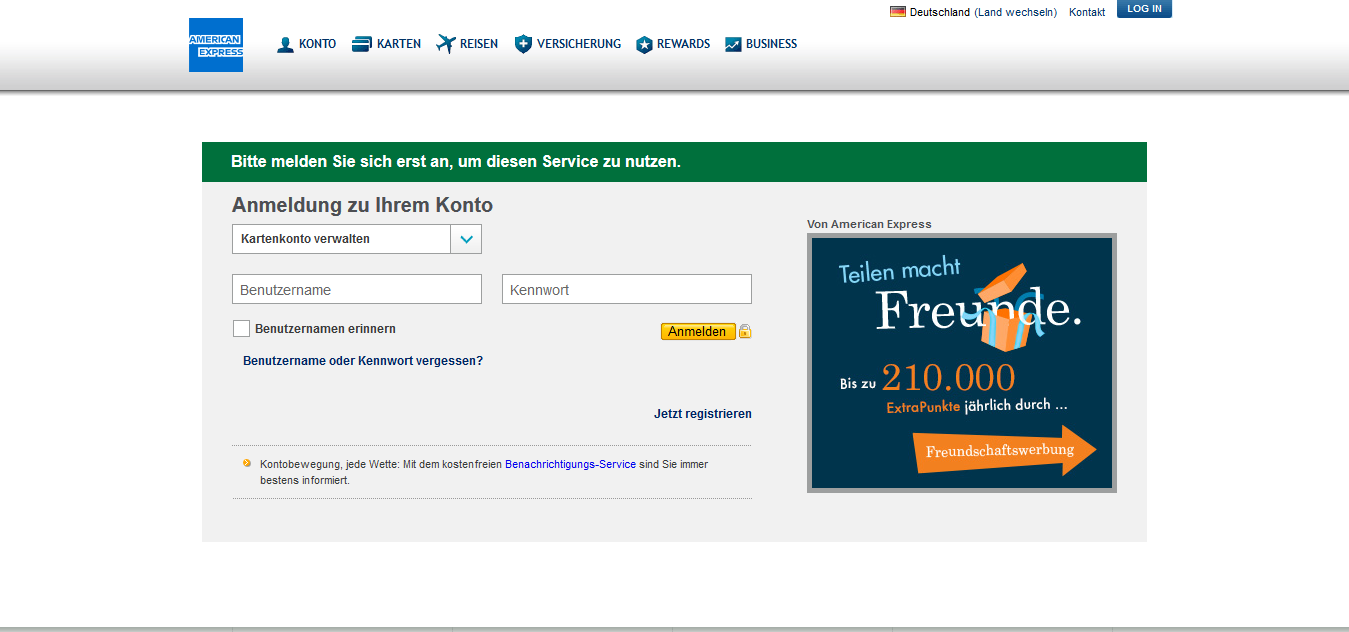 Deutschland (Land wechseln) Kontakt LOG IN
AMERICAN
EXPRESS
KONTO KARTEN REISEN VERSICHERUNG REWARDS BUSINESS
Bitte melden Sie sich erst an, um diesen Service zu nutzen.
Anmeldung zu Ihrem Konto
Kartenkonto verwalten
Benutzername Kennwort
Benutzernamen erinnern Anmelden
Benutzername oder Kennwort vergessen?
Jetzt registrieren
Kontobewegung, jede Wette: Mit dem kostenfreien Benachrichtigungs-Service sind Sie immer
bestens informiert.
Von American Express
Teilen macht
Freunde.
Bis zu 210.000
ExtraPunkte jährlich durch ...
Freundschaftswerbung